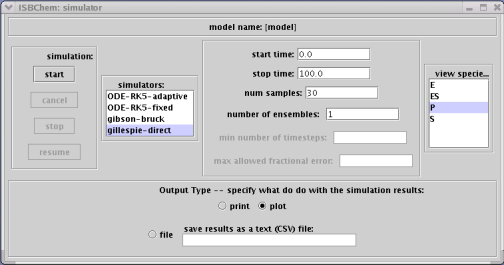 ISBChem: simulator
model name: [model]
simulation:
start
cancel
stop
resume
simulators:
ODE-RK5-adaptive
ODE-RK5-fixed
gibson-bruck
gillespie-direct
start time: 0.0
stop time: 100.0
num samples: 30
number of ensembles: 1
min number of timesteps:
max allowed fractional error:
view specie...
E
ES
P
S
Output Type -- specify what do do with the simulation results:
print plot
file save results as a text (CSV) file: